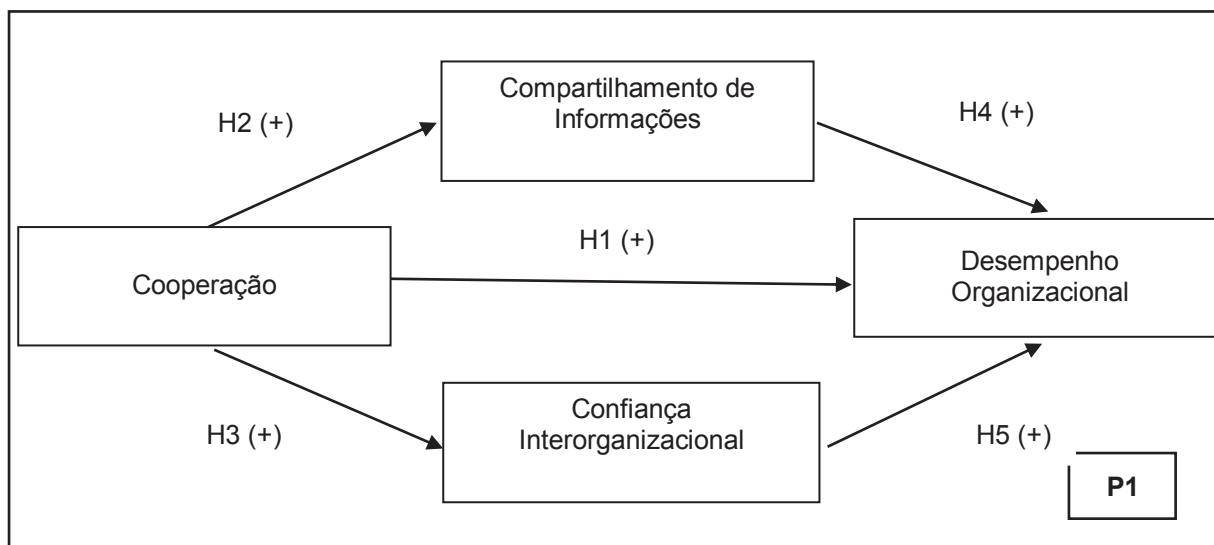 Compartilhamento de
Informações
H2 (+)
H4 (+)
H1 (+)
Cooperação
Desempenho
Organizacional
Confiança
Interorganizacional
H3 (+)
H5 (+)
P1